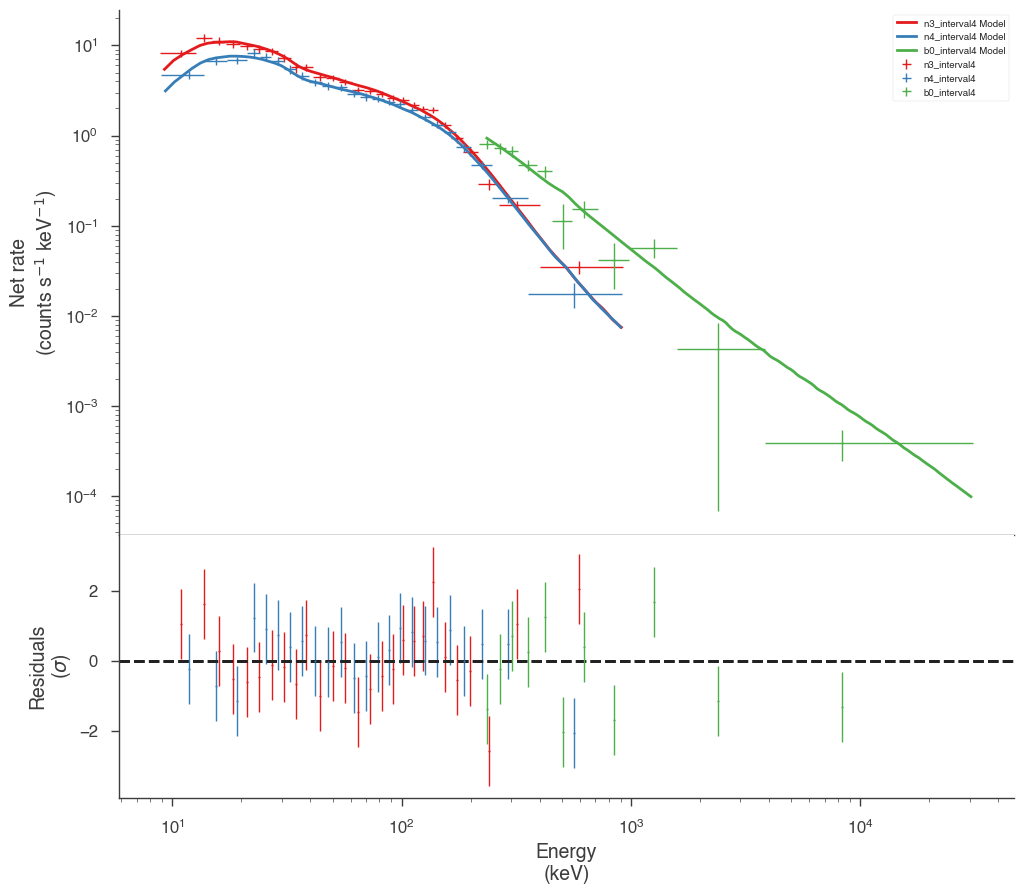 n3_interval4 Model
n4_interval4 Model
b0_interval4 Model
n3_interval4
n4_interval4
b0_interval4
Net rate
(counts s⁻¹ keV⁻¹)
10¹
10⁰
10⁻¹
10⁻²
10⁻³
10⁻⁴
Residuals
(σ)
2
0
−2
10¹ 10² 10³ 10⁴
Energy
(keV)